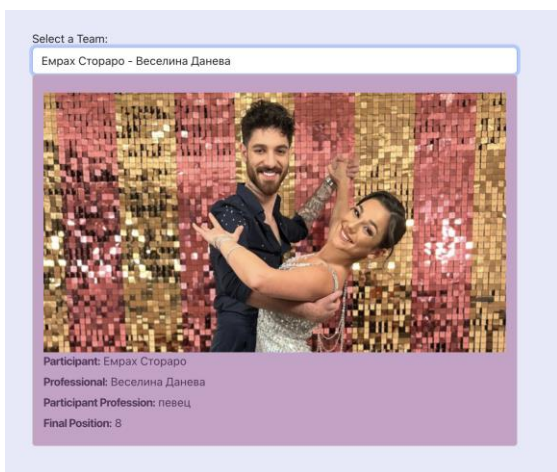 Select a Team:
Емрах Стораро - Веселина Данева
Participant: Емрах Стораро
Professional: Веселина Данева
Participant Profession: певец
Final Position: 8